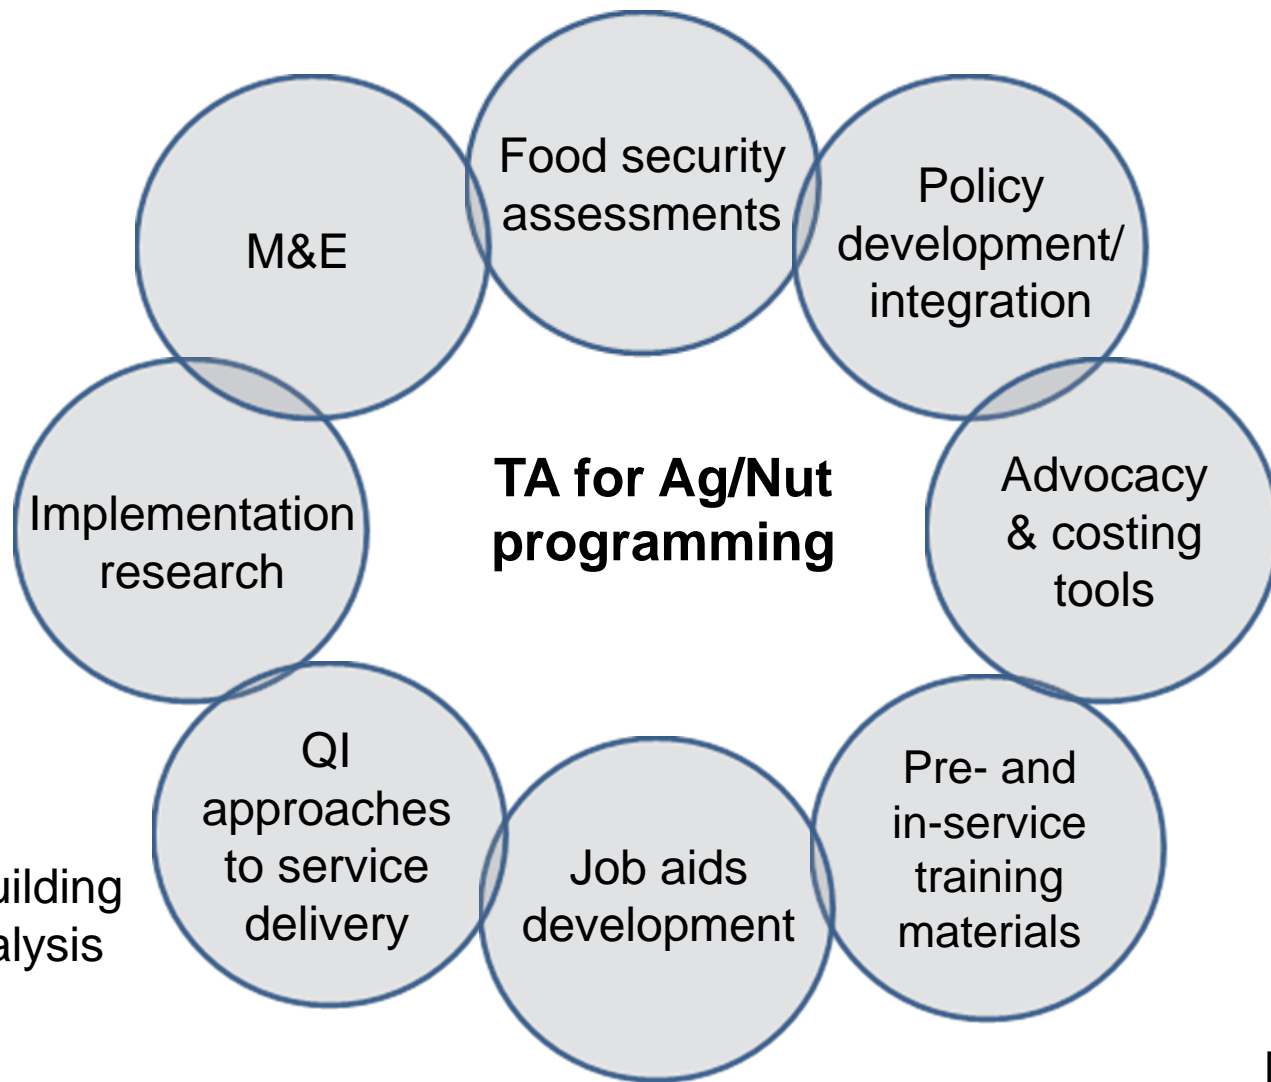 Food security
assessments
Policy
development/
integration
Advocacy
& costing
tools
Pre- and
in-service
training
materials
Job aids
development
QI
approaches
to service
delivery
Implementation
research
M&E
TA for Ag/Nut
programming